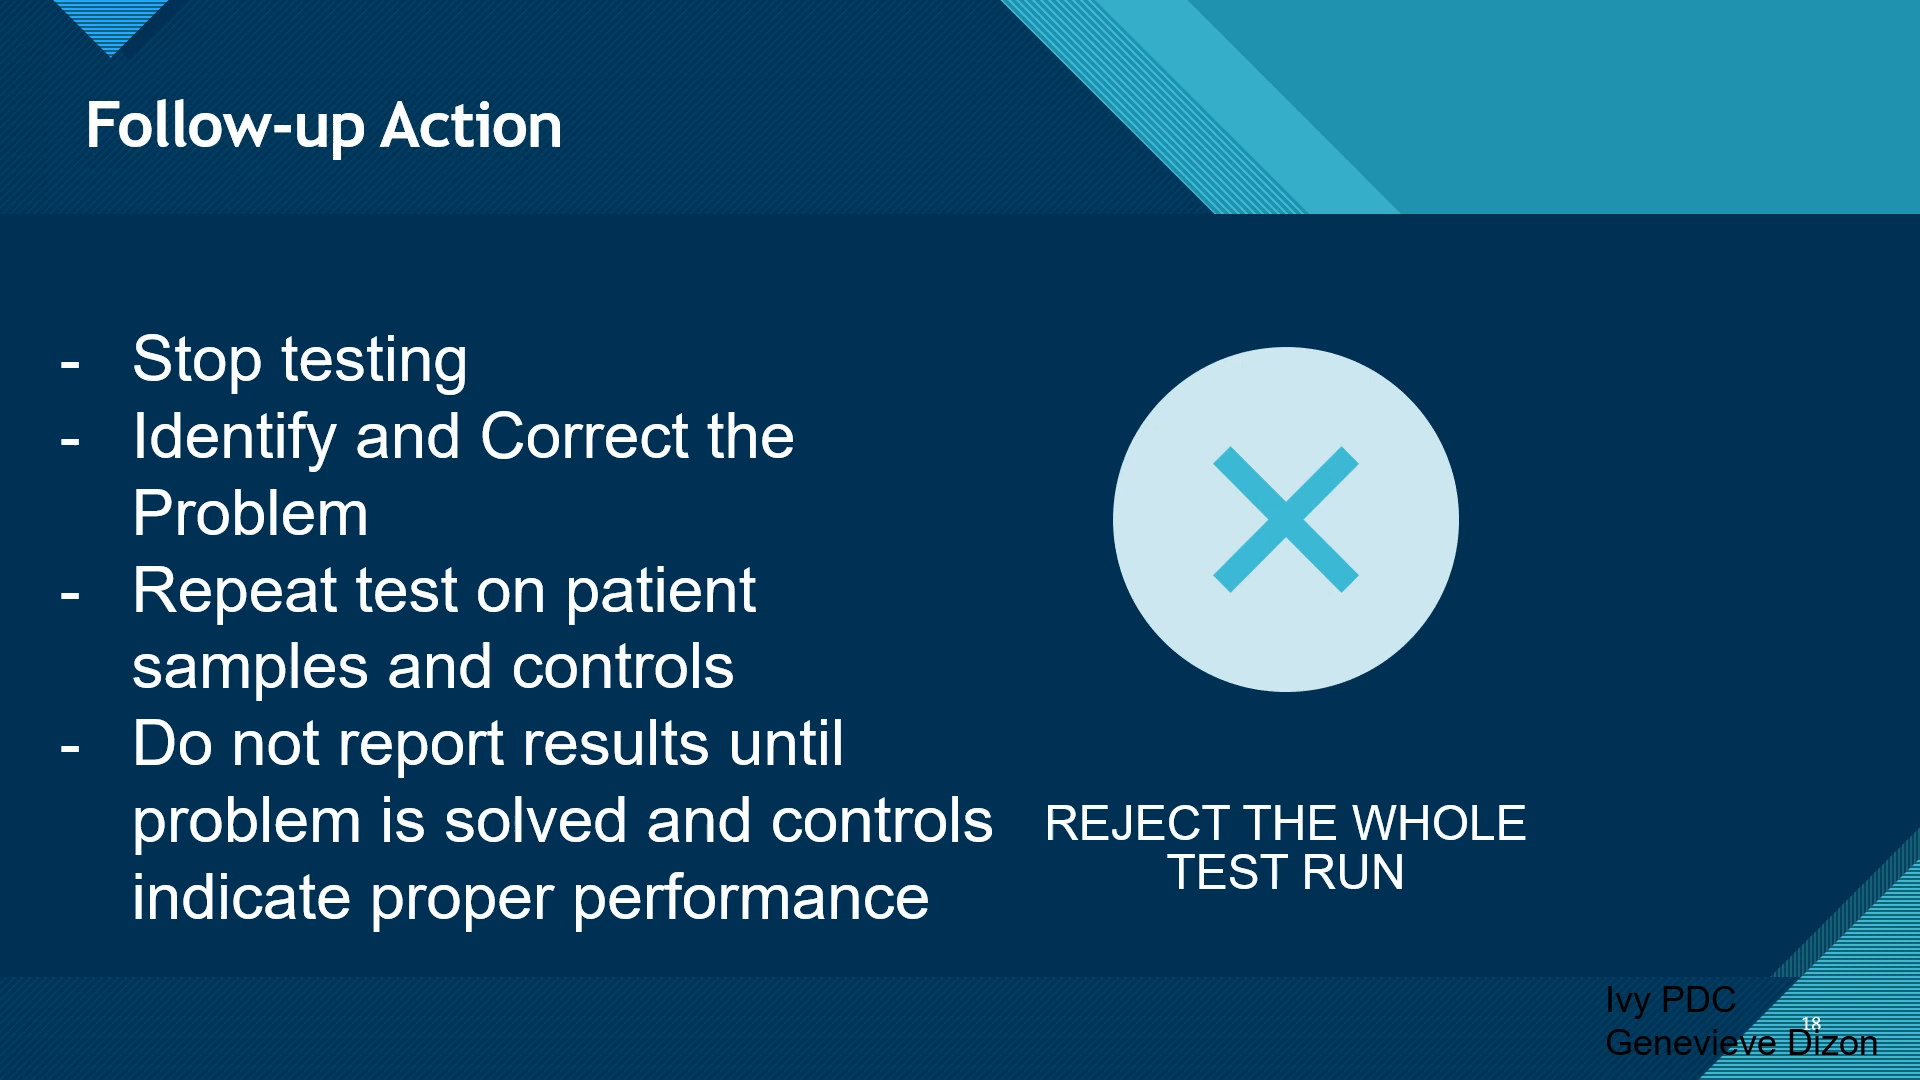 Follow-up Action
- Stop testing
- Identify and Correct the
Problem
- Repeat test on patient
samples and controls
- Do not report results until
problem is solved and controls
indicate proper performance
REJECT THE WHOLE
TEST RUN
Ivy PDC
18
Genevieve Dizon